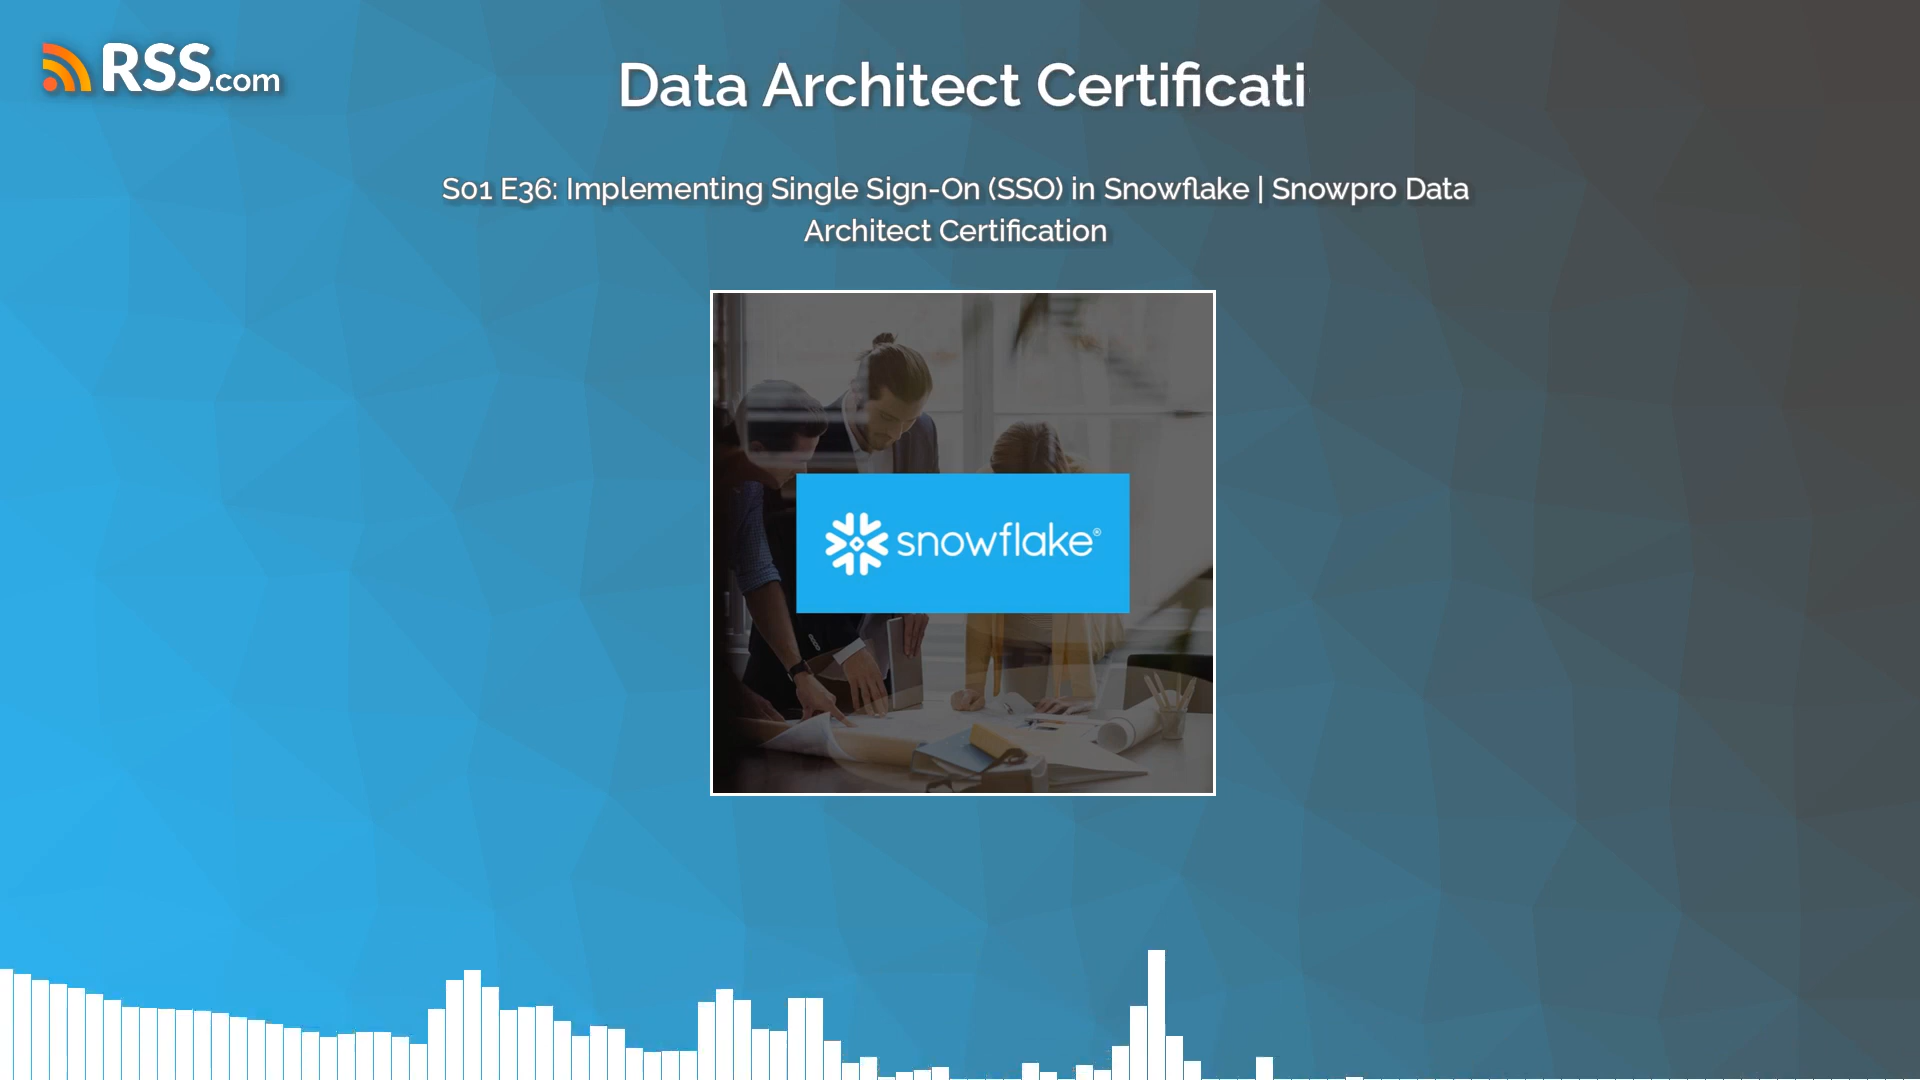 RSS.com
Data Architect Certificati
S01 E36: Implementing Single Sign-On (SSO) in Snowflake | Snowpro Data
Architect Certification
snowflake®